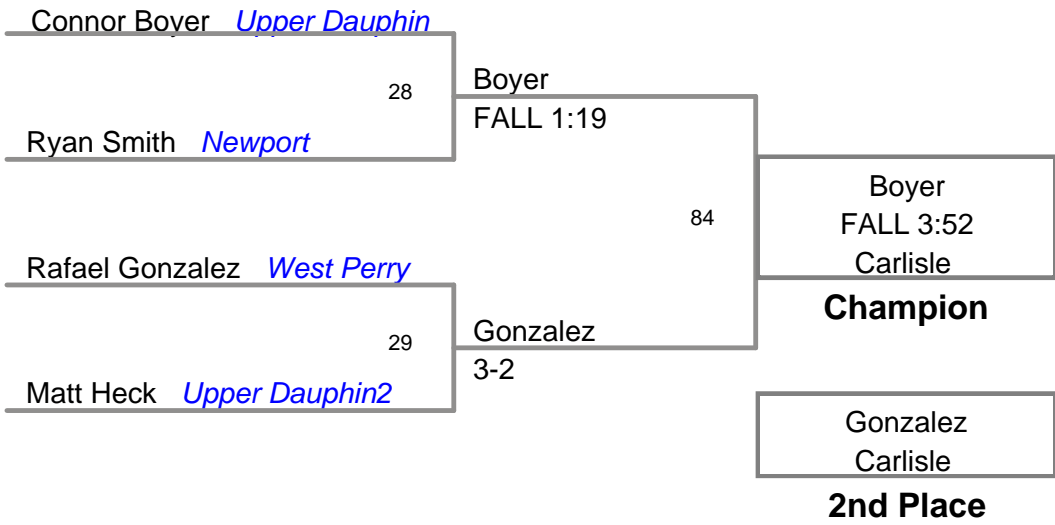 Connor Boyer Upper Dauphin
28
Boyer
FALL 1:19
Ryan Smith Newport
84
Boyer
FALL 3:52
Carlisle
Champion
Rafael Gonzalez West Perry
29
Gonzalez
3-2
Matt Heck Upper Dauphin2
Gonzalez
Carlisle
2nd Place